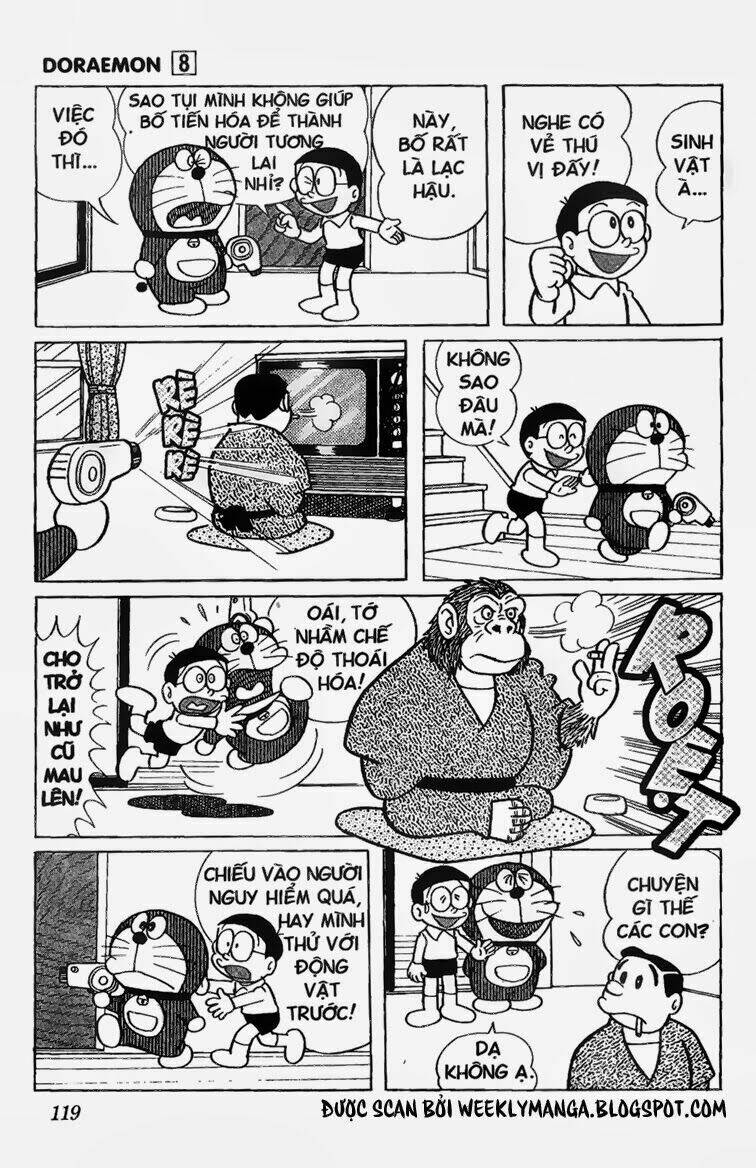 DORAEMON 8
SINH
VẬT
À...
NGHE CÓ
VẺ THÚ
VỊ ĐẤY!
NÀY,
BỐ RẤT
LÀ LẠC
HẬU.
SAO TỤI MÌNH KHÔNG GIÚP
BỐ TIẾN HÓA ĐỂ THÀNH
NGƯỜI TƯƠNG
LAI
NHỈ?
VIỆC
ĐÓ
THÌ...
KHÔNG
SAO
ĐÂU
MÀ!
RÈ
RÈ
RÈ
ROẸT
OÁI, TỚ
NHẦM CHẾ
ĐỘ THOÁI
HÓA!
CHO
TRỞ
LẠI
NHƯ
CŨ
MAU
LÊN!
CHUYỆN
GÌ THẾ
CÁC CON?
DẠ
KHÔNG Ạ.
CHIẾU VÀO NGƯỜI
NGUY HIỂM QUÁ,
HAY MÌNH
THỬ VỚI
ĐỘNG
VẬT
TRƯỚC!
119
ĐƯỢC SCAN BỞI WEEKLYMANGA.BLOGSPOT.COM